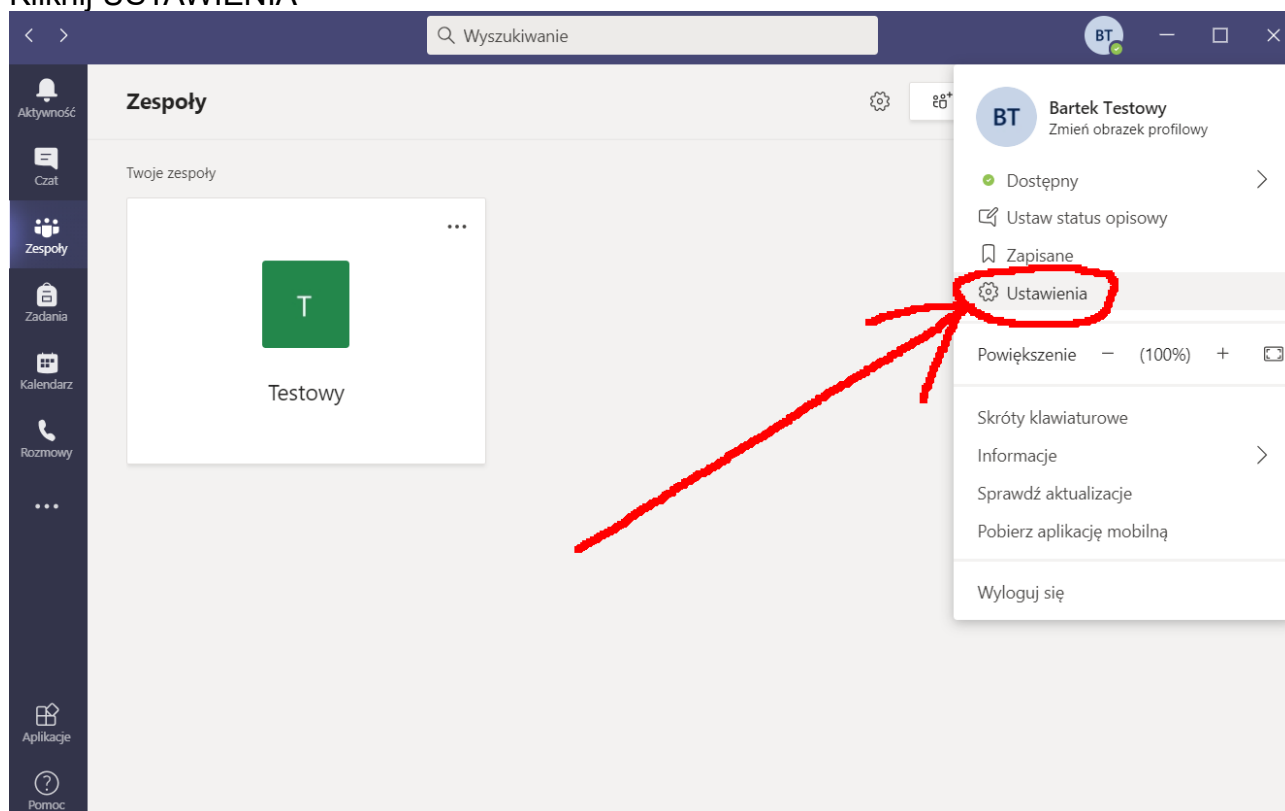 Kliknij USTAWIENIA
Wyszukiwanie
BT
Aktywność
Czat
Zespoły
Zadania
Kalendarz
Rozmowy
Aplikacje
Pomoc
Zespoły
Twoje zespoły
T
Testowy
BT
Bartek Testowy
Zmień obrazek profilowy
Dostępny
Ustaw status opisowy
Zapisane
Ustawienia
Powiększenie − (100%) +
Skróty klawiaturowe
Informacje
Sprawdź aktualizacje
Pobierz aplikację mobilną
Wyloguj się